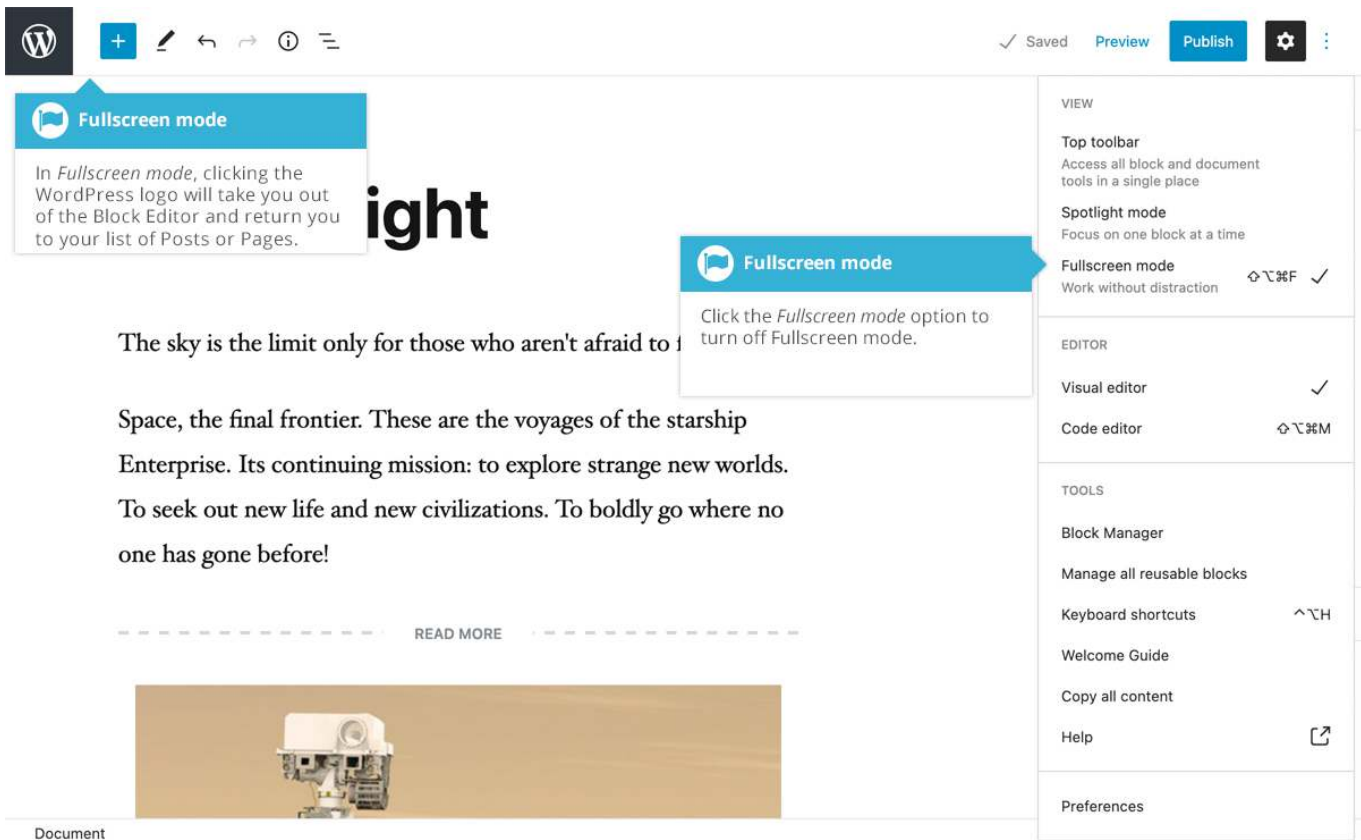 Saved Preview Publish
Fullscreen mode
In Fullscreen mode, clicking the
WordPress logo will take you out
of the Block Editor and return you
to your list of Posts or Pages.
ight
The sky is the limit only for those who aren't afraid to f
Space, the final frontier. These are the voyages of the starship
Enterprise. Its continuing mission: to explore strange new worlds.
To seek out new life and new civilizations. To boldly go where no
one has gone before!
READ MORE
Fullscreen mode
Click the Fullscreen mode option to
turn off Fullscreen mode.
VIEW
Top toolbar
Access all block and document
tools in a single place
Spotlight mode
Focus on one block at a time
Fullscreen mode ⇧⌥⌘F
Work without distraction
EDITOR
Visual editor
Code editor ⇧⌥⌘M
TOOLS
Block Manager
Manage all reusable blocks
Keyboard shortcuts ^⌥H
Welcome Guide
Copy all content
Help
Preferences
Document